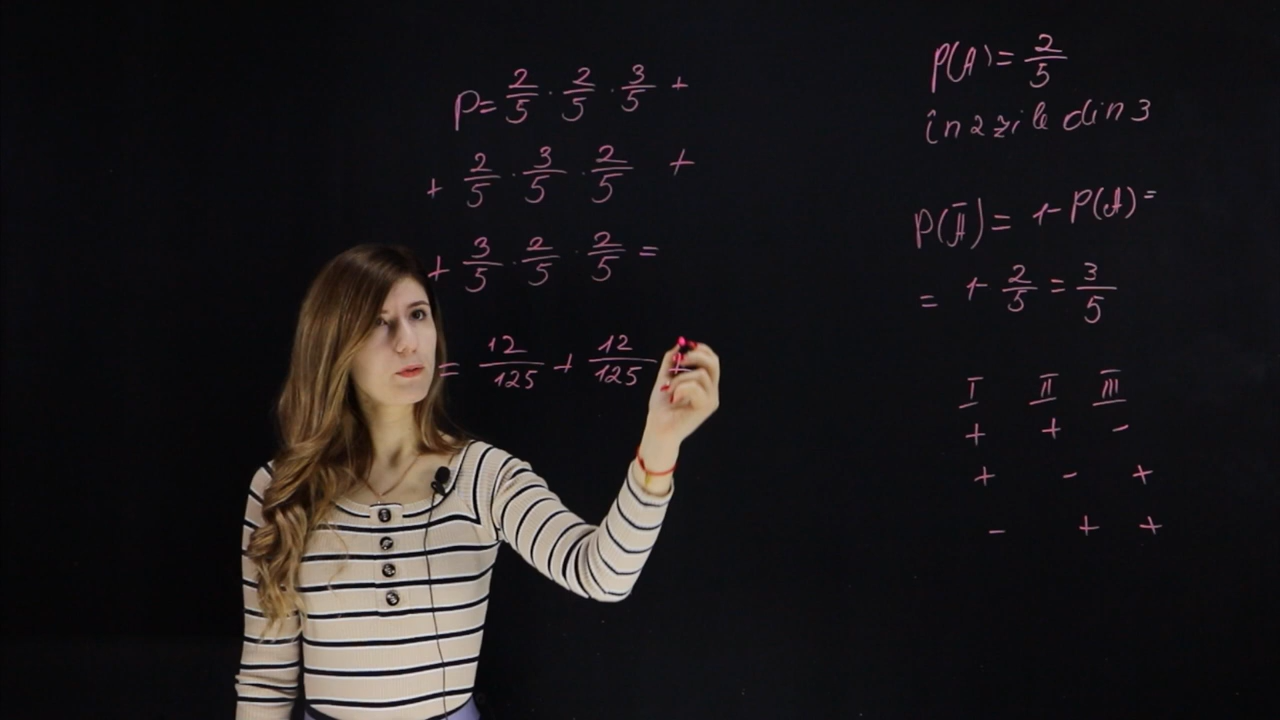 P = 2/5 · 2/5 · 3/5 +
+ 2/5 · 3/5 · 2/5 +
+ 3/5 · 2/5 · 2/5 =
= 12/125 + 12/125 +
P(A) = 2/5
în 2 zile din 3
P(Ā) = 1 - P(A) =
= 1 - 2/5 = 3/5
I II III
+ + -
+ - +
- + +